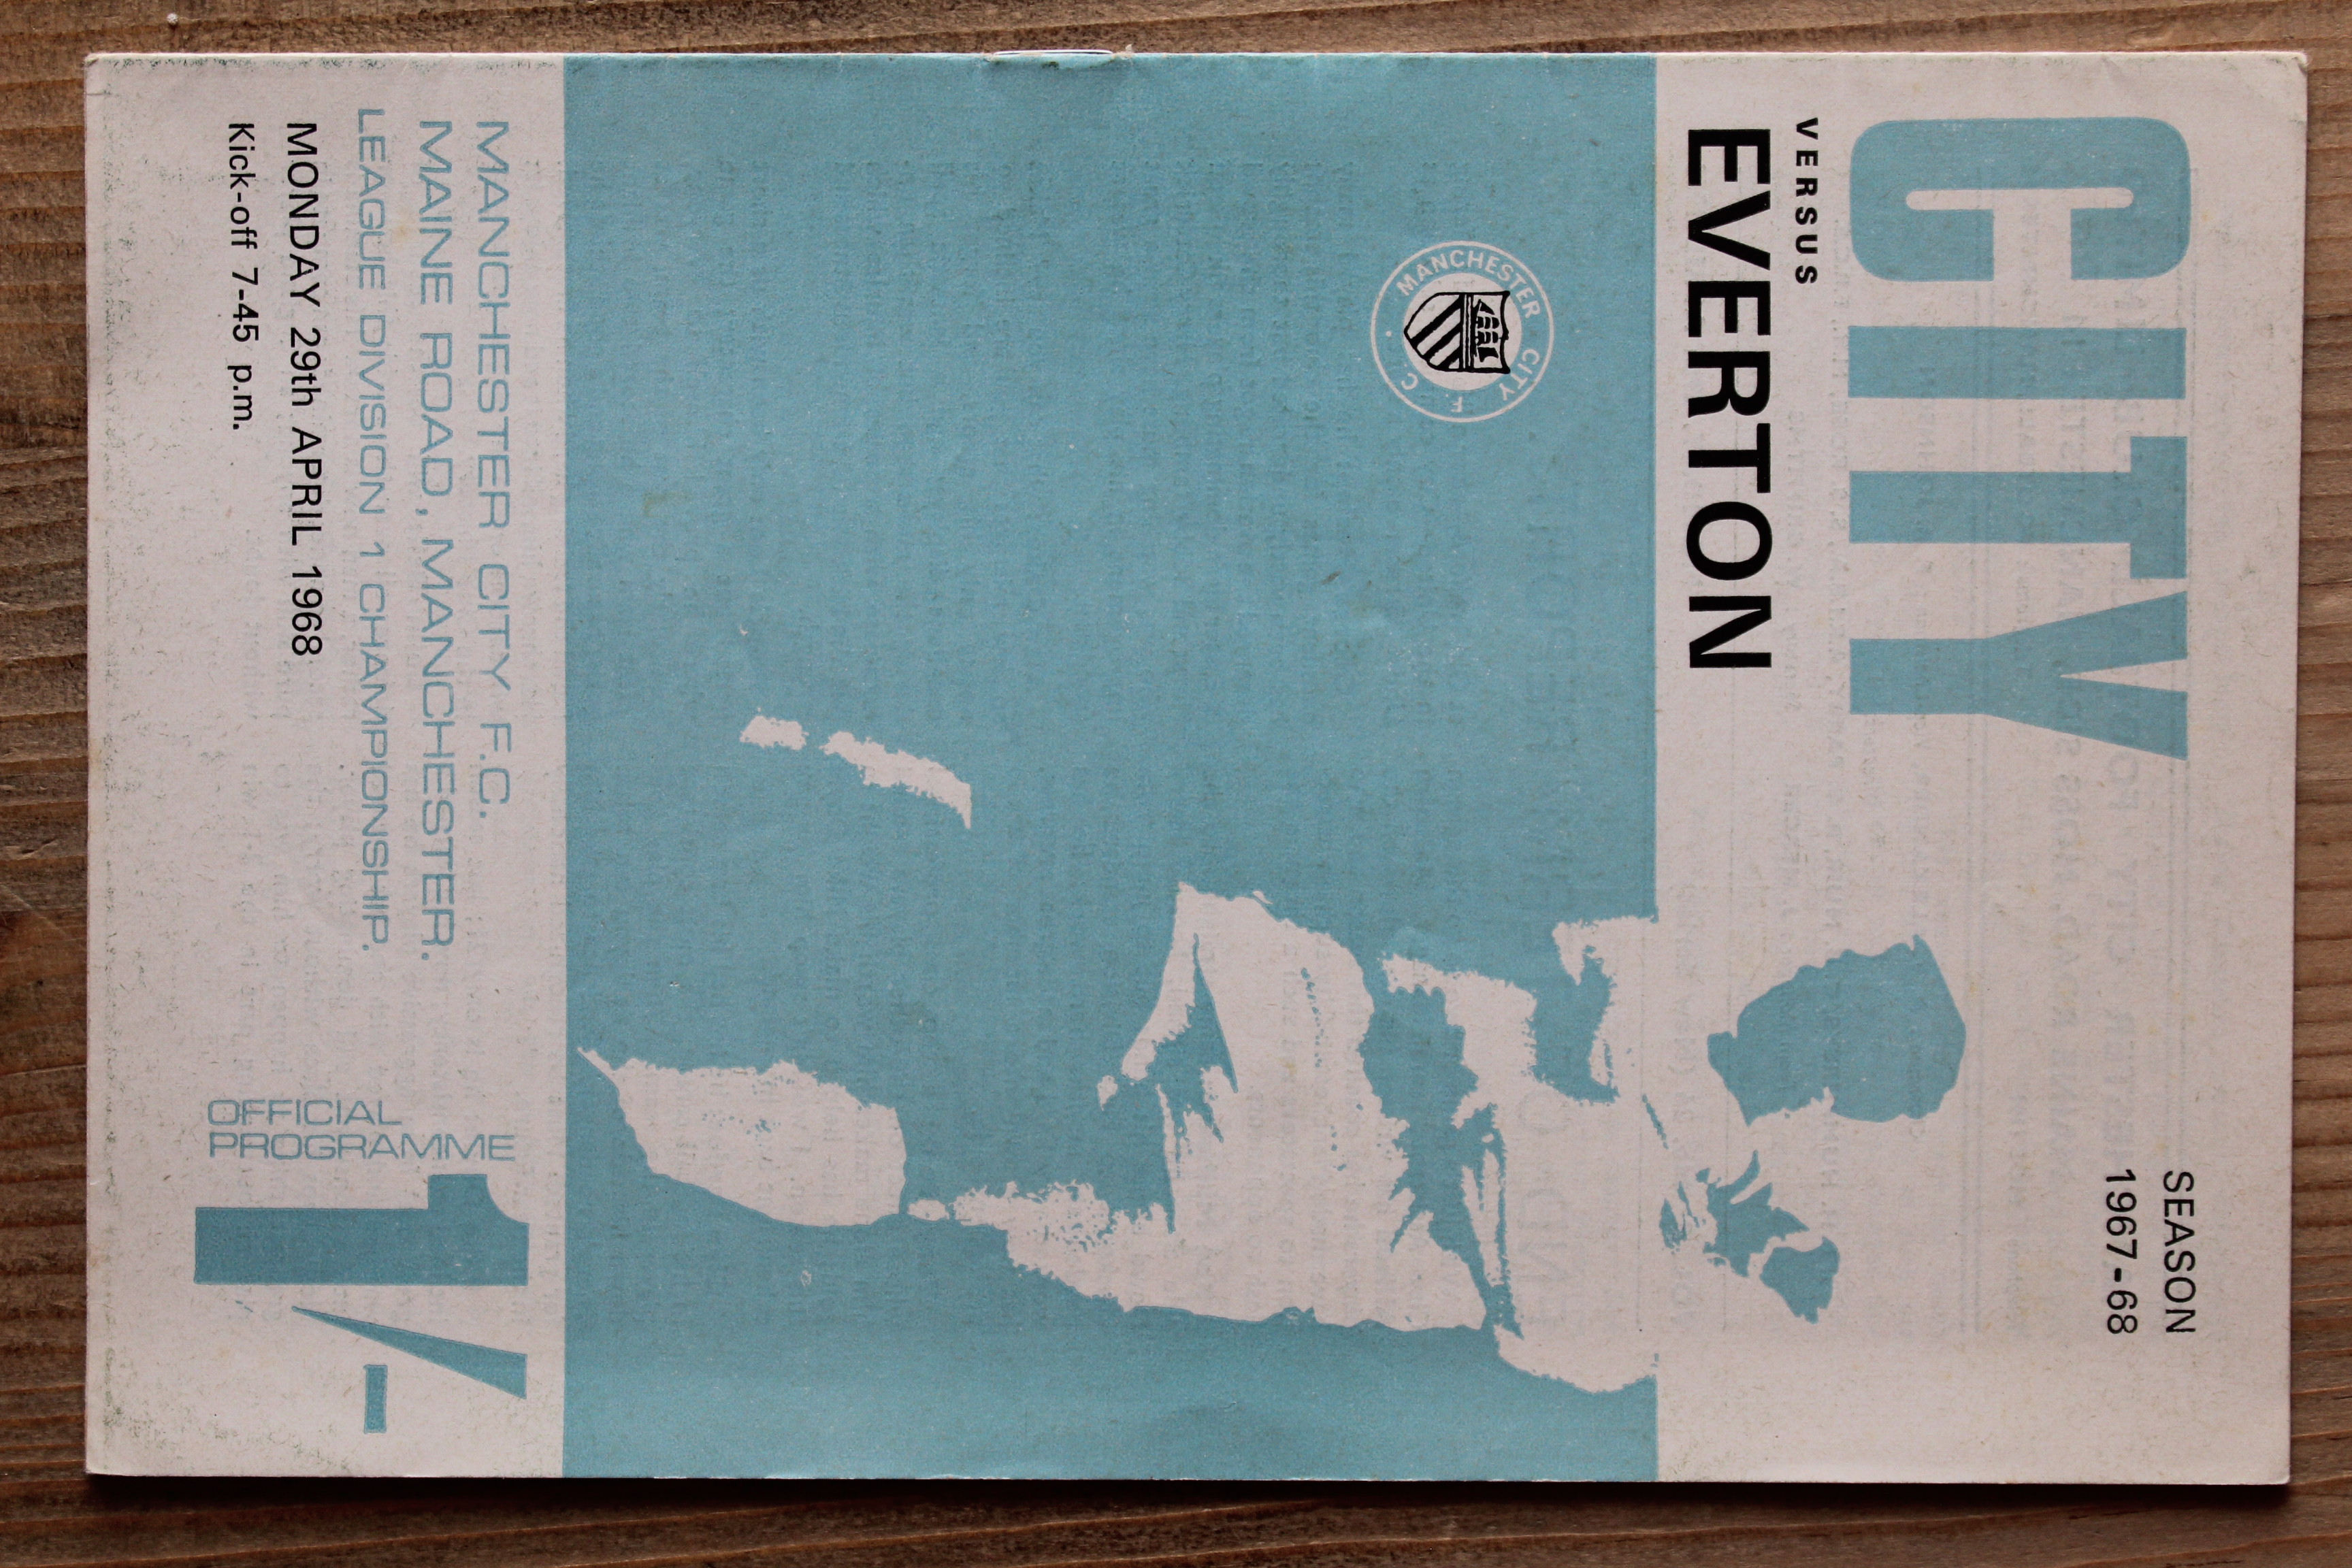 SEASON
1967-68
CITY
VERSUS
EVERTON
MANCHESTER CITY F. C.
MANCHESTER CITY F.C.
MAINE ROAD, MANCHESTER.
LEAGUE DIVISION 1 CHAMPIONSHIP.
MONDAY 29th APRIL 1968
Kick-off 7-45 p.m.
OFFICIAL
PROGRAMME
1/-